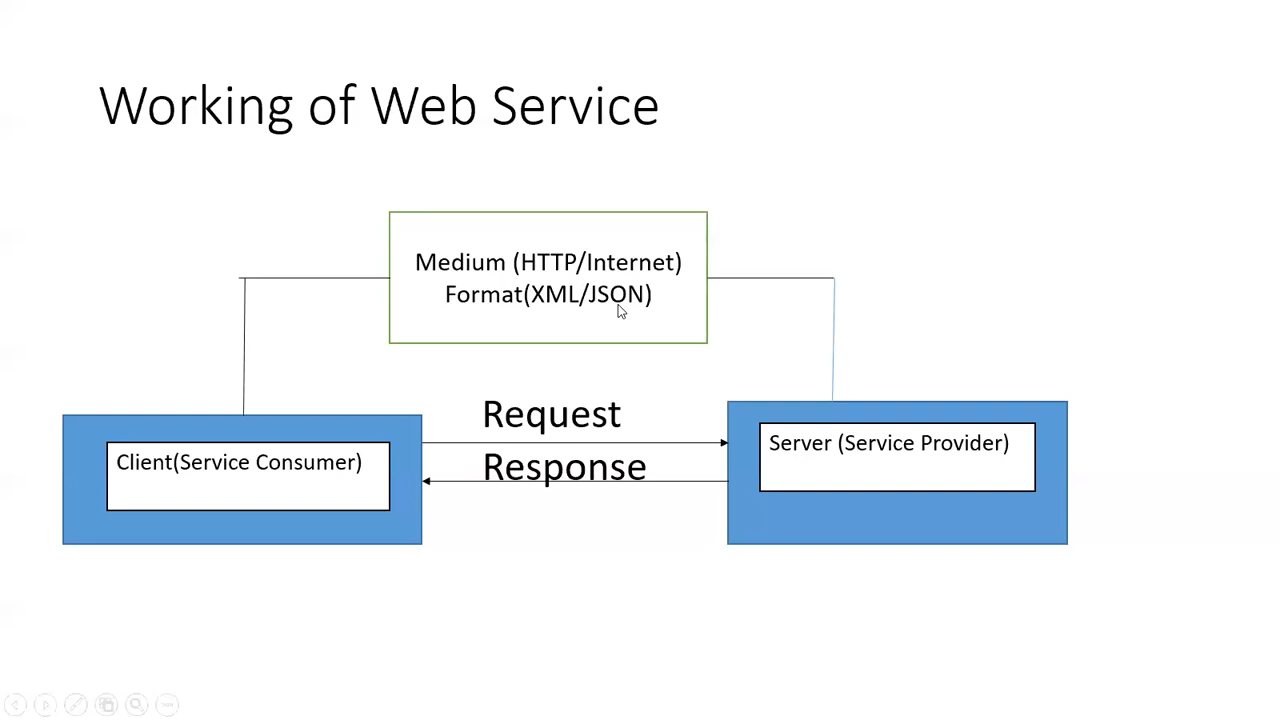 Working of Web Service
Medium (HTTP/Internet)
Format(XML/JSON)
Request
Response
Client(Service Consumer)
Server (Service Provider)